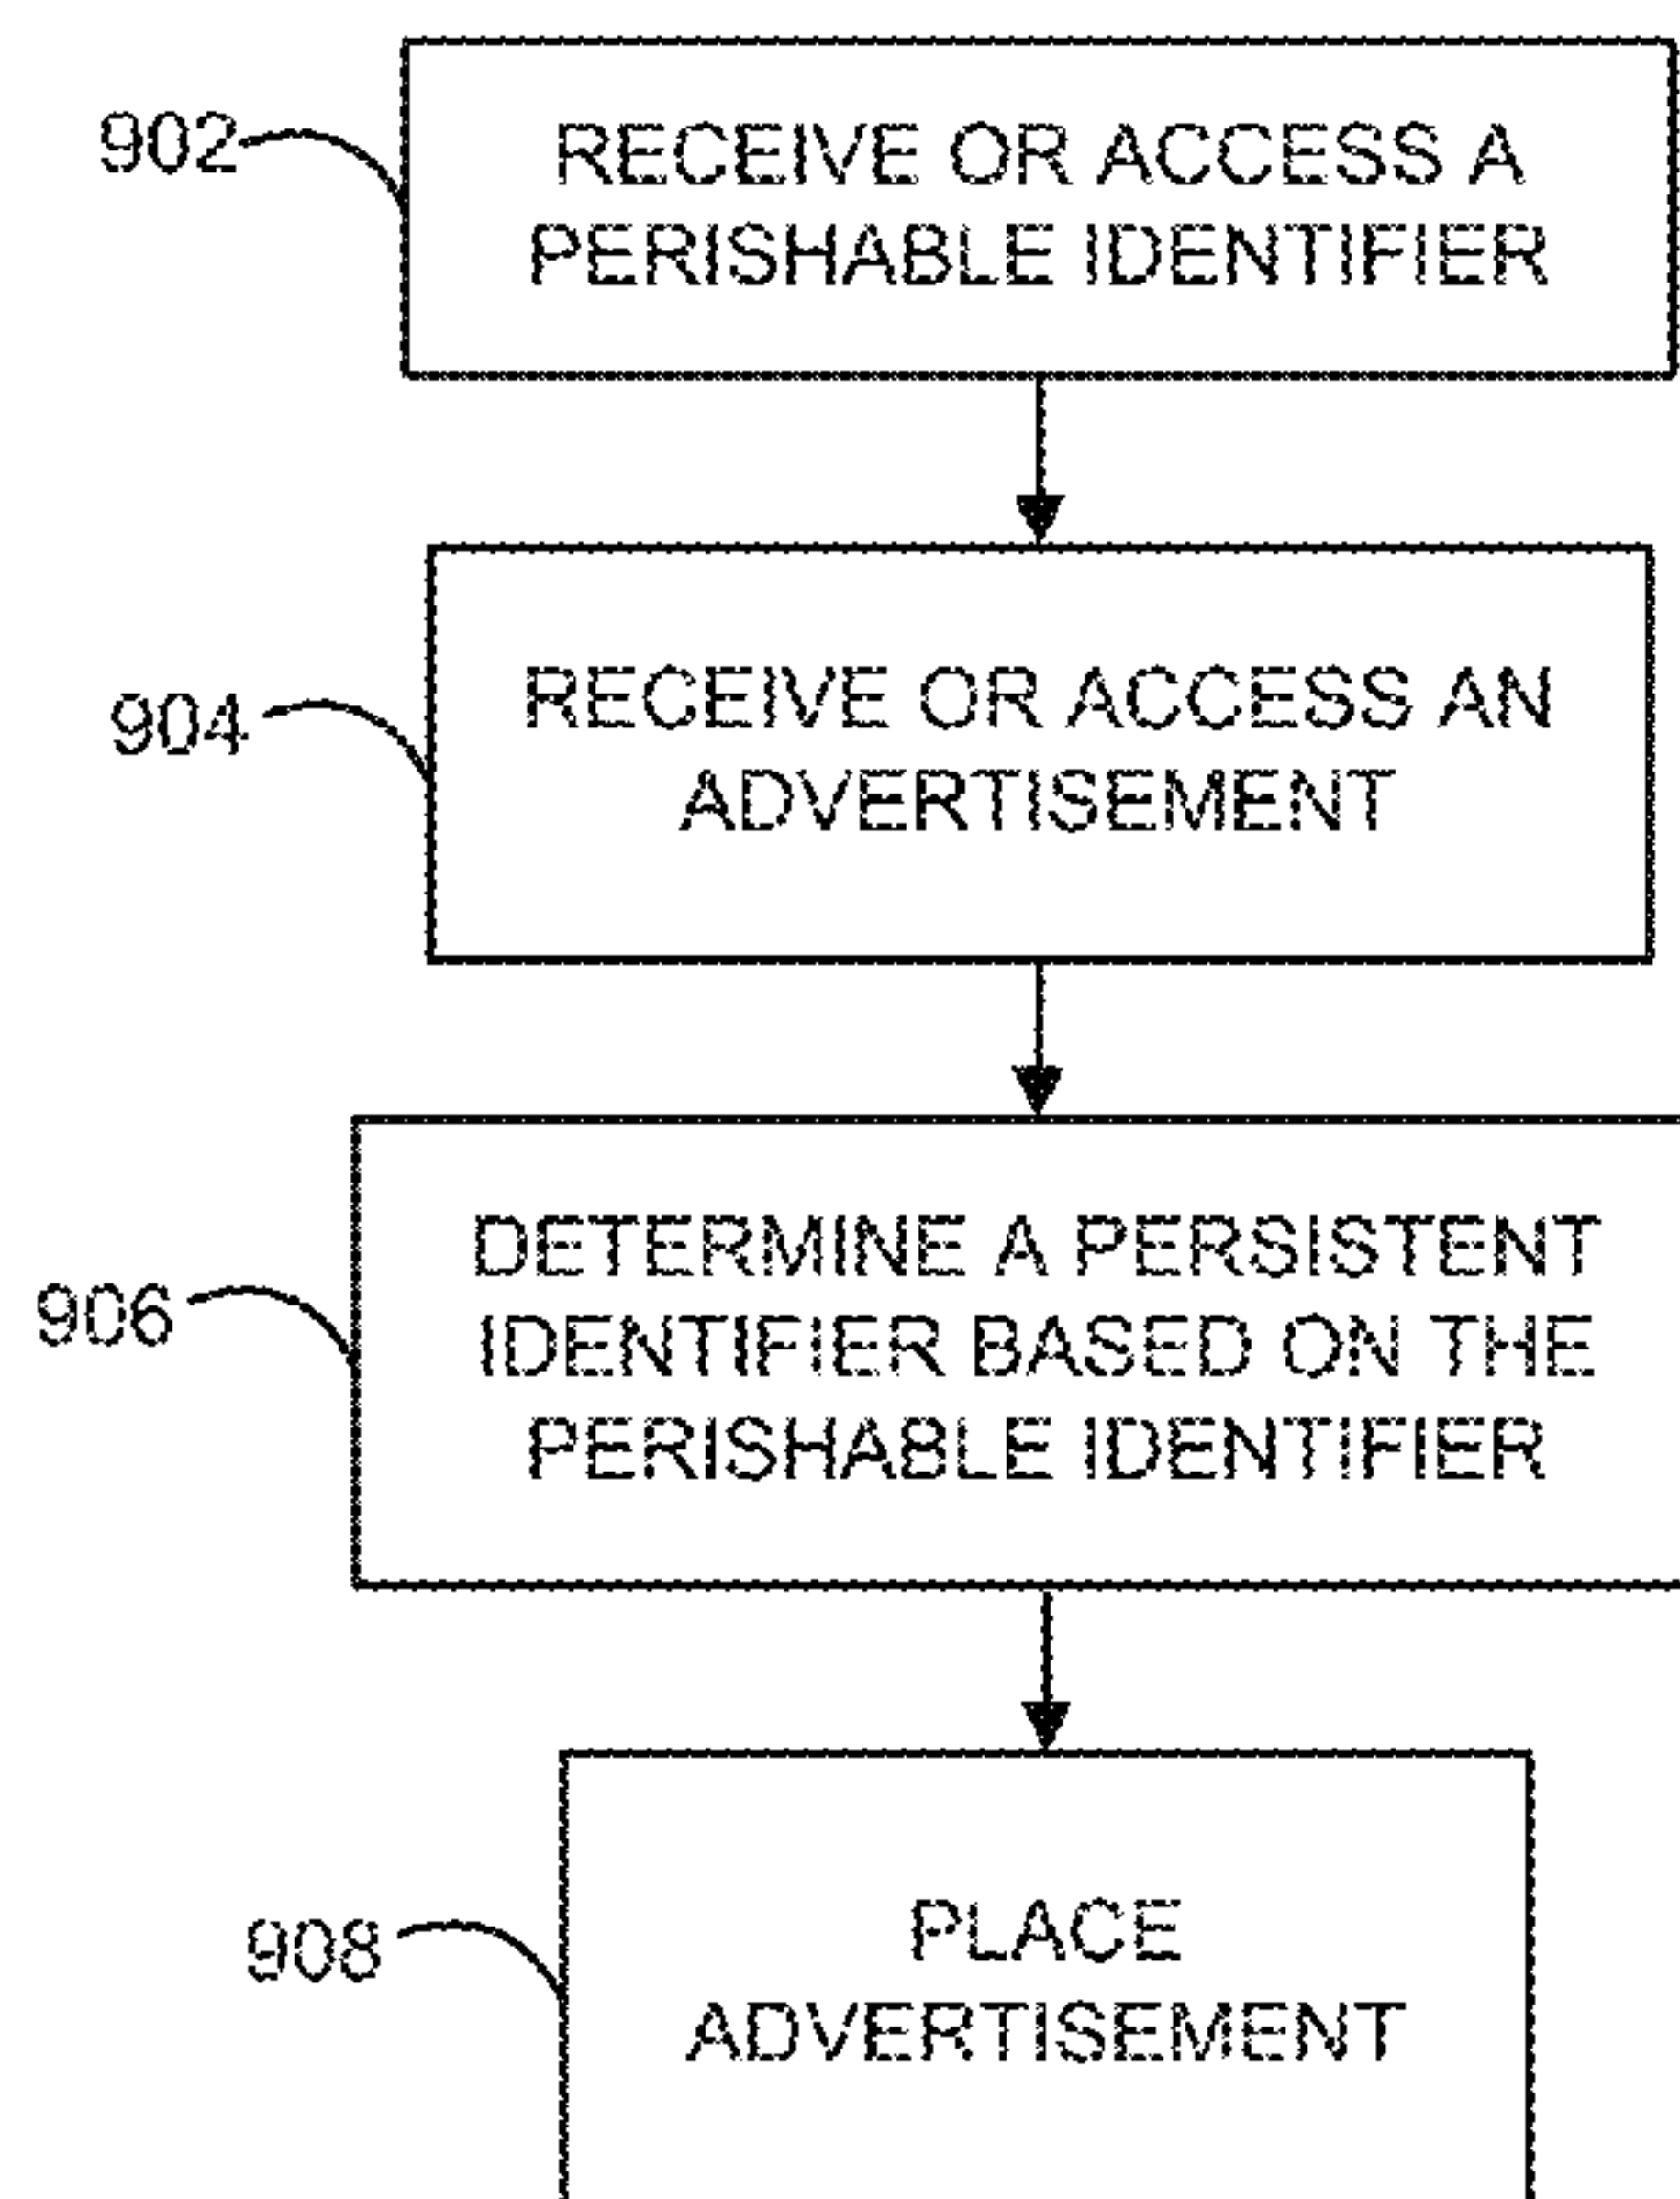 902
RECEIVE OR ACCESS A
PERISHABLE IDENTIFIER
904
RECEIVE OR ACCESS AN
ADVERTISEMENT
906
DETERMINE A PERSISTENT
IDENTIFIER BASED ON THE
PERISHABLE IDENTIFIER
908
PLACE
ADVERTISEMENT